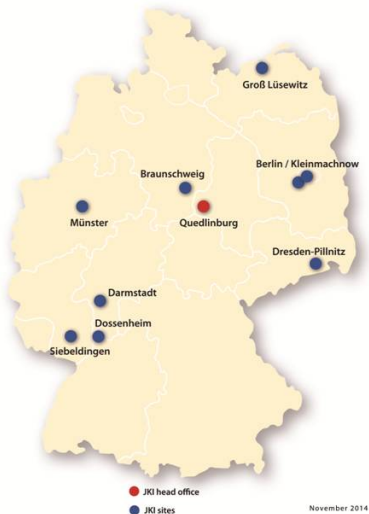 Groß Lüsewitz
Berlin / Kleinmachnow
Braunschweig
Münster
Quedlinburg
Dresden-Pillnitz
Darmstadt
Dossenheim
Siebeldingen
JKI head office
JKI sites
November 2014